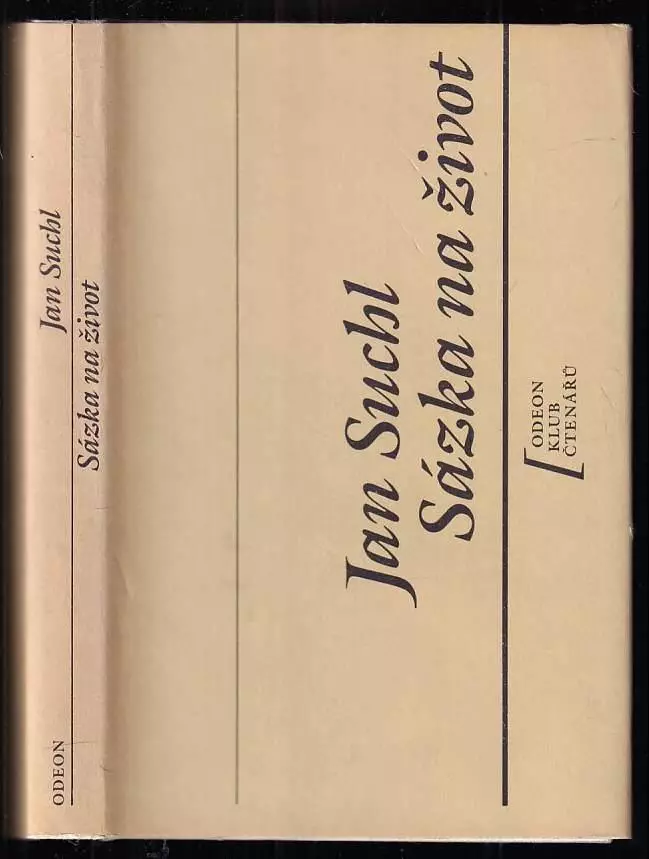 Jan Suchl
Sázka na život
ODEON
Jan Suchl
Sázka na život
ODEON
KLUB
ČTENÁŘŮ